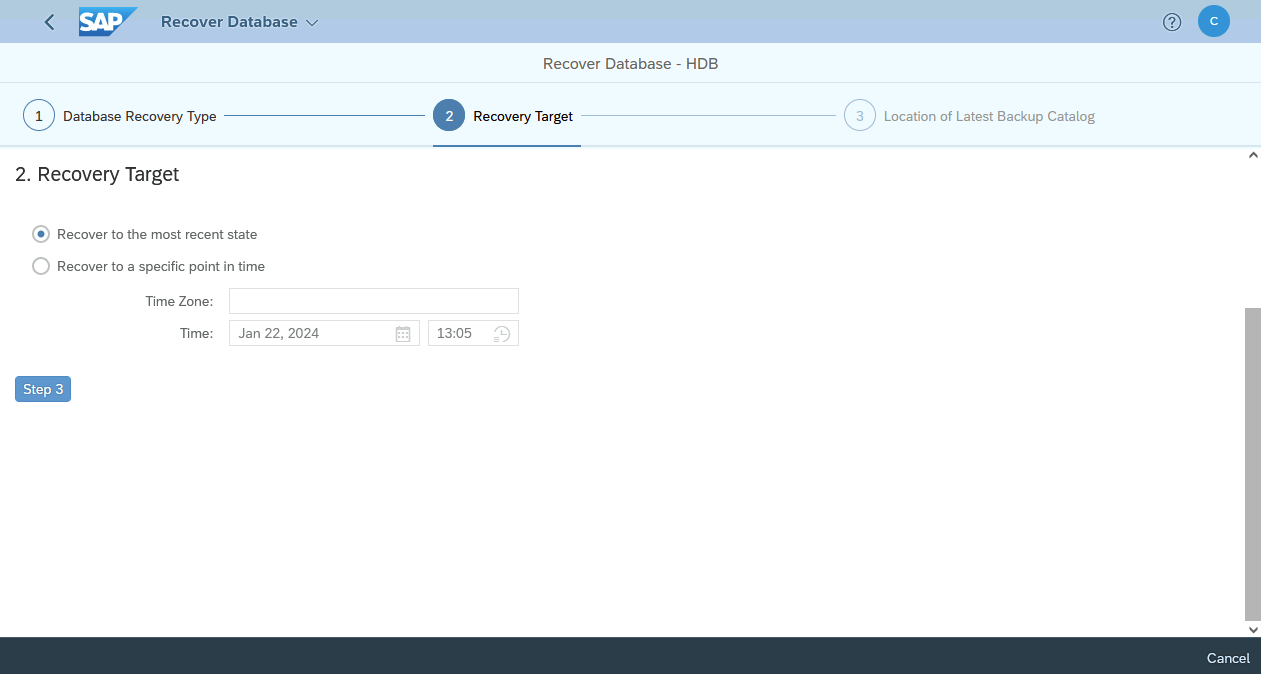 SAP Recover Database C
Recover Database - HDB
1 Database Recovery Type 2 Recovery Target 3 Location of Latest Backup Catalog
2. Recovery Target
Recover to the most recent state
Recover to a specific point in time
Time Zone:
Time: Jan 22, 2024 13:05
Step 3
Cancel